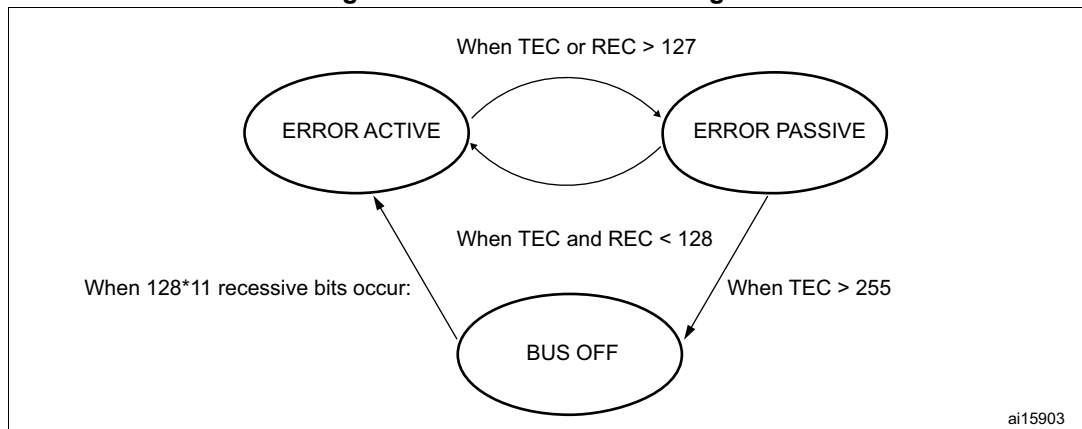 When TEC or REC > 127
ERROR ACTIVE
ERROR PASSIVE
When TEC and REC < 128
When 128*11 recessive bits occur:
When TEC > 255
BUS OFF
ai15903